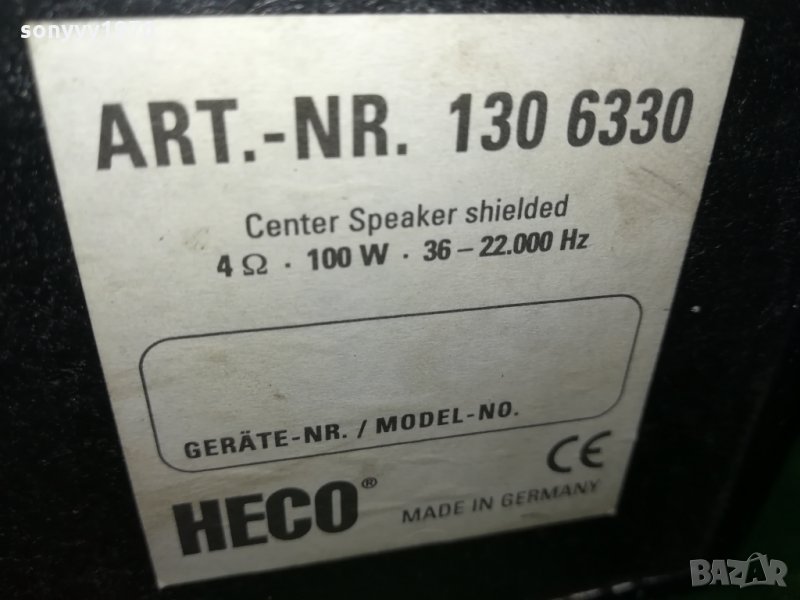 ART.-NR. 130 6330
Center Speaker shielded
4 Ω · 100 W · 36 – 22.000 Hz
GERÄTE-NR. / MODEL-NO.
CE
HECO® MADE IN GERMANY
BAZAR